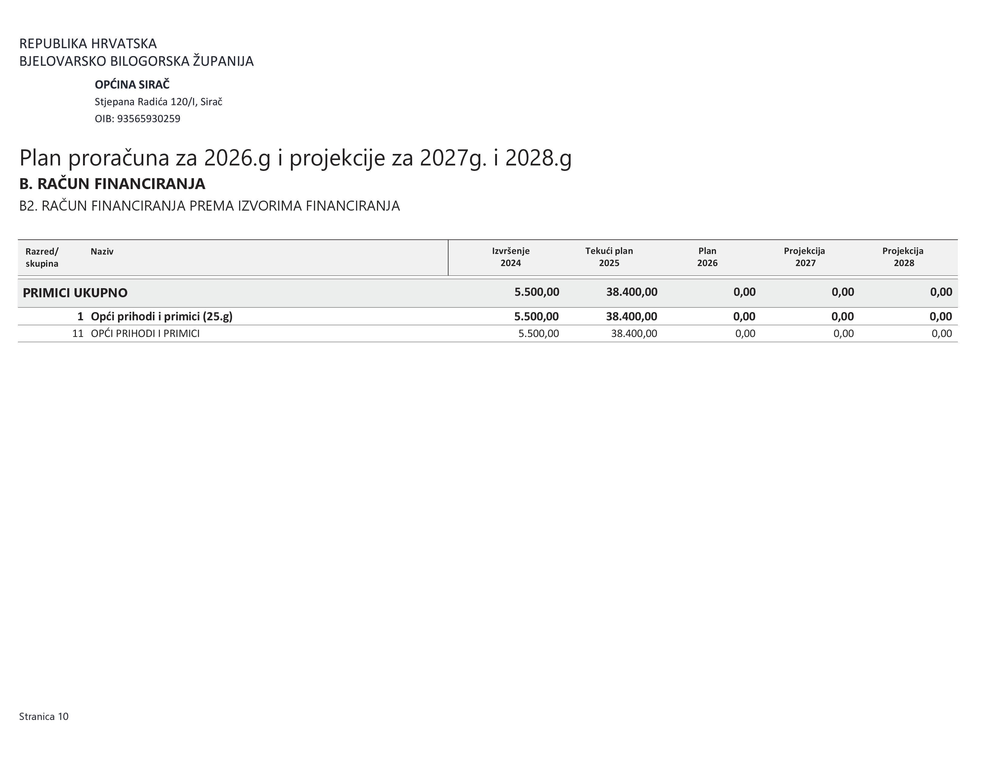 REPUBLIKA HRVATSKA
BJELOVARSKO BILOGORSKA ŽUPANIJA
OPĆINA SIRAČ
Stjepana Radića 120/I, Sirač
OIB: 93565930259
Plan proračuna za 2026.g i projekcije za 2027g. i 2028.g
B. RAČUN FINANCIRANJA
B2. RAČUN FINANCIRANJA PREMA IZVORIMA FINANCIRANJA
Razred/ Naziv Izvršenje Tekući plan Plan Projekcija Projekcija
skupina 2024 2025 2026 2027 2028
PRIMICI UKUPNO 5.500,00 38.400,00 0,00 0,00 0,00
1 Opći prihodi i primici (25.g) 5.500,00 38.400,00 0,00 0,00 0,00
11 OPĆI PRIHODI I PRIMICI 5.500,00 38.400,00 0,00 0,00 0,00
Stranica 10